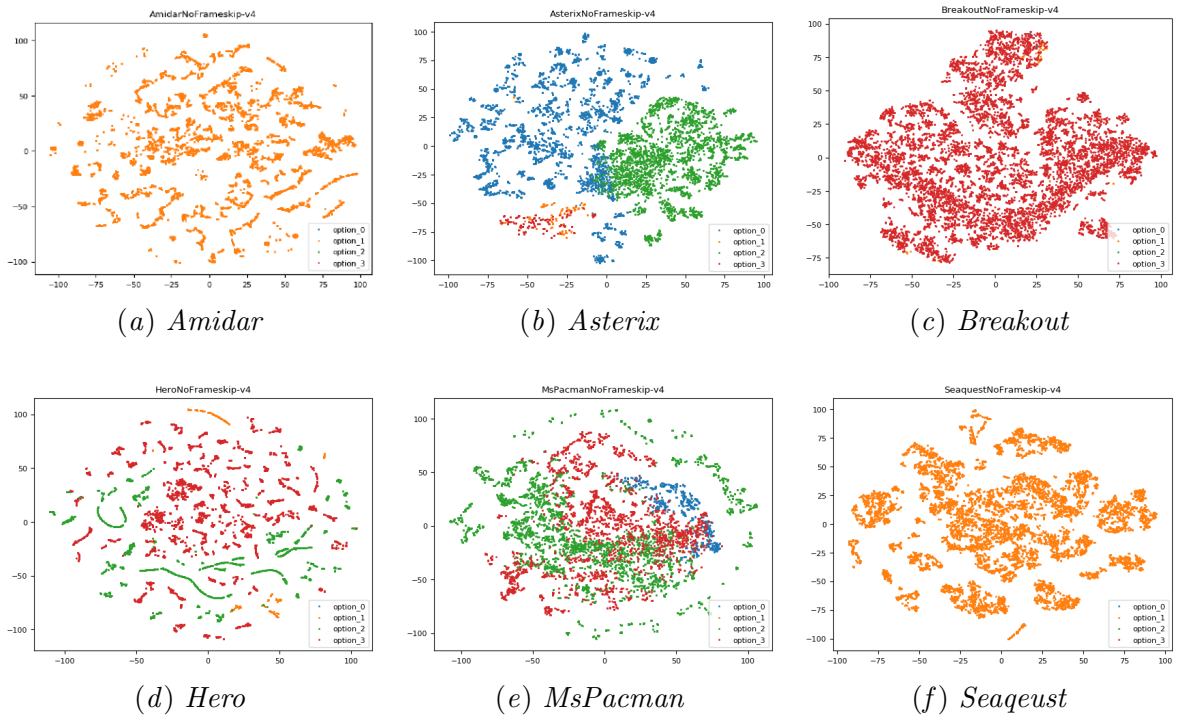 AmidarNoFrameskip-v4
100
50
0
−50
−100
−100
−75
−50
−25
0
25
50
75
100
option_0
option_1
option_2
option_3
(a) Amidar
AsterixNoFrameskip-v4
100
75
50
25
0
−25
−50
−75
−100
−100
−75
−50
−25
0
25
50
75
100
option_0
option_1
option_2
option_3
(b) Asterix
BreakoutNoFrameskip-v4
75
50
25
0
−25
−50
−75
−100
−75
−50
−25
0
25
50
75
100
option_0
option_1
option_2
option_3
(c) Breakout
HeroNoFrameskip-v4
100
50
0
−50
−100
−100
−50
0
50
100
option_0
option_1
option_2
option_3
(d) Hero
MsPacmanNoFrameskip-v4
100
50
0
−50
−100
−100
−50
0
50
100
option_0
option_1
option_2
option_3
(e) MsPacman
SeaquestNoFrameskip-v4
100
75
50
25
0
−25
−50
−75
−100
−100
−75
−50
−25
0
25
50
75
100
option_0
option_1
option_2
option_3
(f) Seaqeust